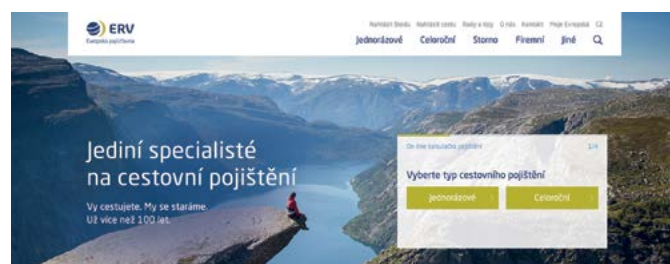 ERV
Evropská pojišťovna
Nahlásit škodu Nahlásit cestu Rady a tipy O nás Kontakt Moje Evropská CZ
Jednorázové Celoroční Storno Firemní Jiné
Jediní specialisté
na cestovní pojištění
Vy cestujete. My se staráme.
Už více než 100 let.
On-line kalkulačka pojištění 1/4
Vyberte typ cestovního pojištění
Jednorázové
Celoroční